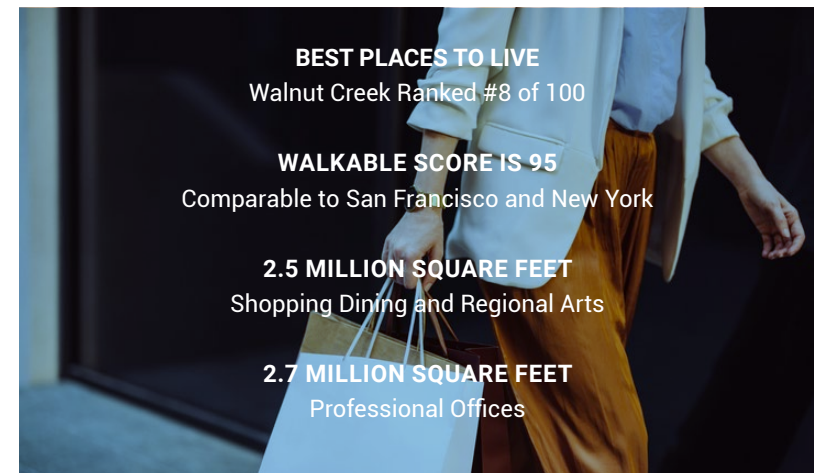 BEST PLACES TO LIVE
Walnut Creek Ranked #8 of 100
WALKABLE SCORE IS 95
Comparable to San Francisco and New York
2.5 MILLION SQUARE FEET
Shopping Dining and Regional Arts
2.7 MILLION SQUARE FEET
Professional Offices